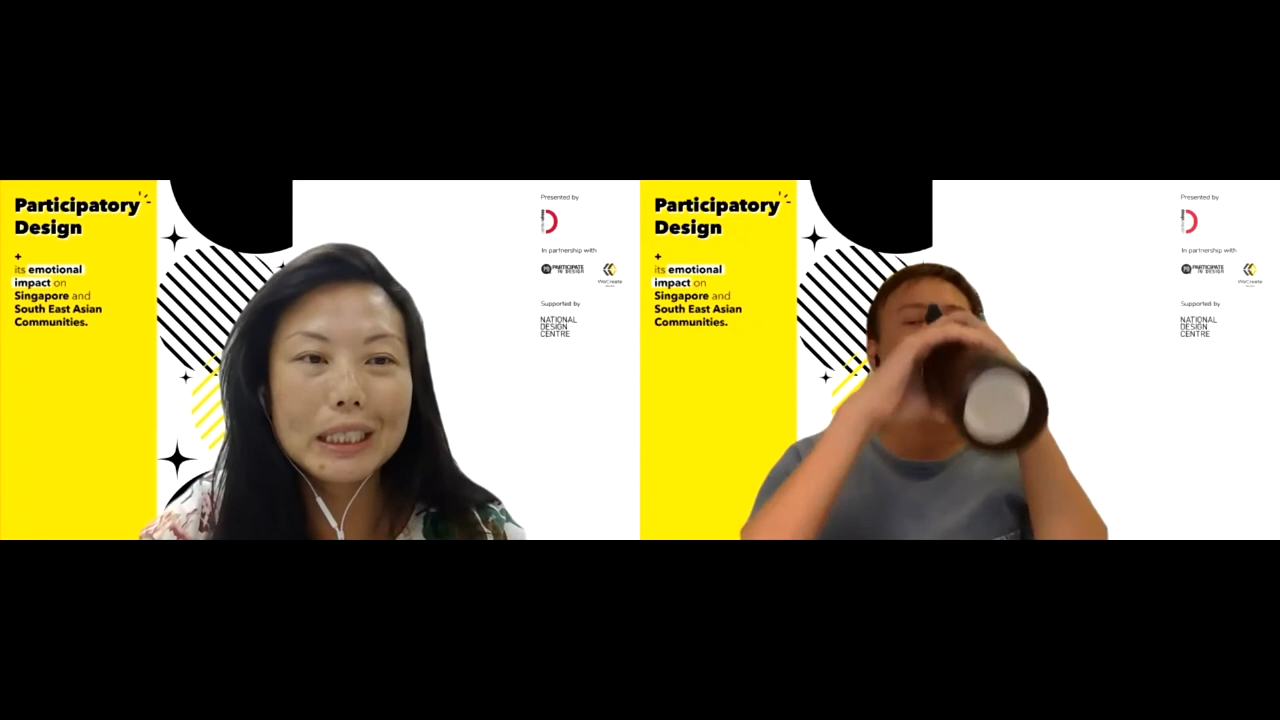 Participatory
Design
+
its emotional
impact on
Singapore and
South East Asian
Communities.
Presented by
In partnership with
PARTICIPATE
IN DESIGN
WeCreate
Supported by
NATIONAL
DESIGN
CENTRE
Participatory
Design
+
its emotional
impact on
Singapore and
South East Asian
Communities.
Presented by
In partnership with
PARTICIPATE
IN DESIGN
WeCreate
Supported by
NATIONAL
DESIGN
CENTRE